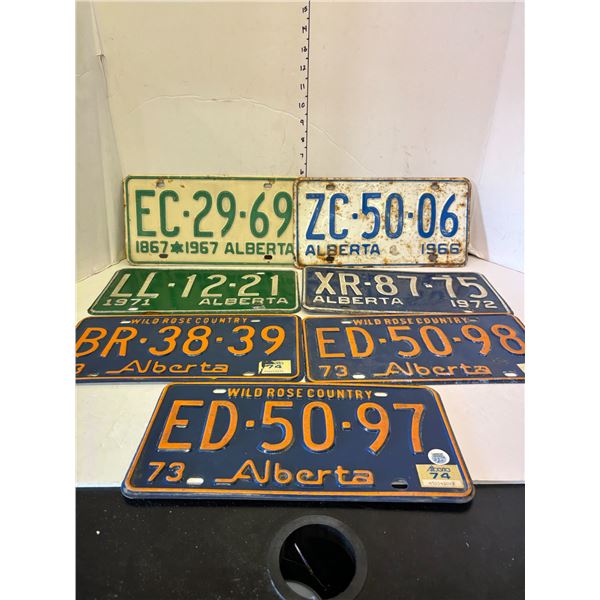 EC·29·69
1867 1967 ALBERTA
ZC·50·06
ALBERTA 1966
LL·12·21
1971 ALBERTA
XR·87·75
ALBERTA 1972
WILD ROSE COUNTRY
BR·38·39
3 Alberta 74
WILD ROSE COUNTRY
ED·50·98
73 Alberta
WILD ROSE COUNTRY
ED·50·97
73 Alberta
Alberta
74